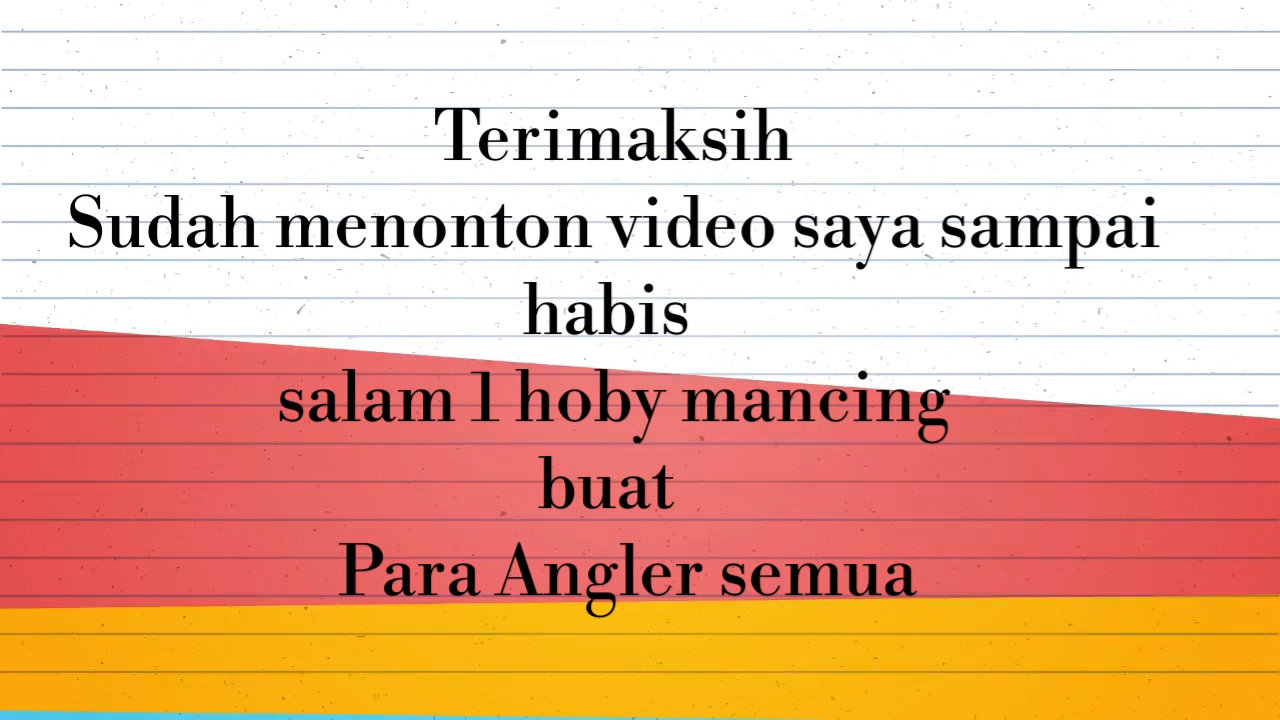 Terimaksih
Sudah menonton video saya sampai
habis
salam 1 hoby mancing
buat
Para Angler semua